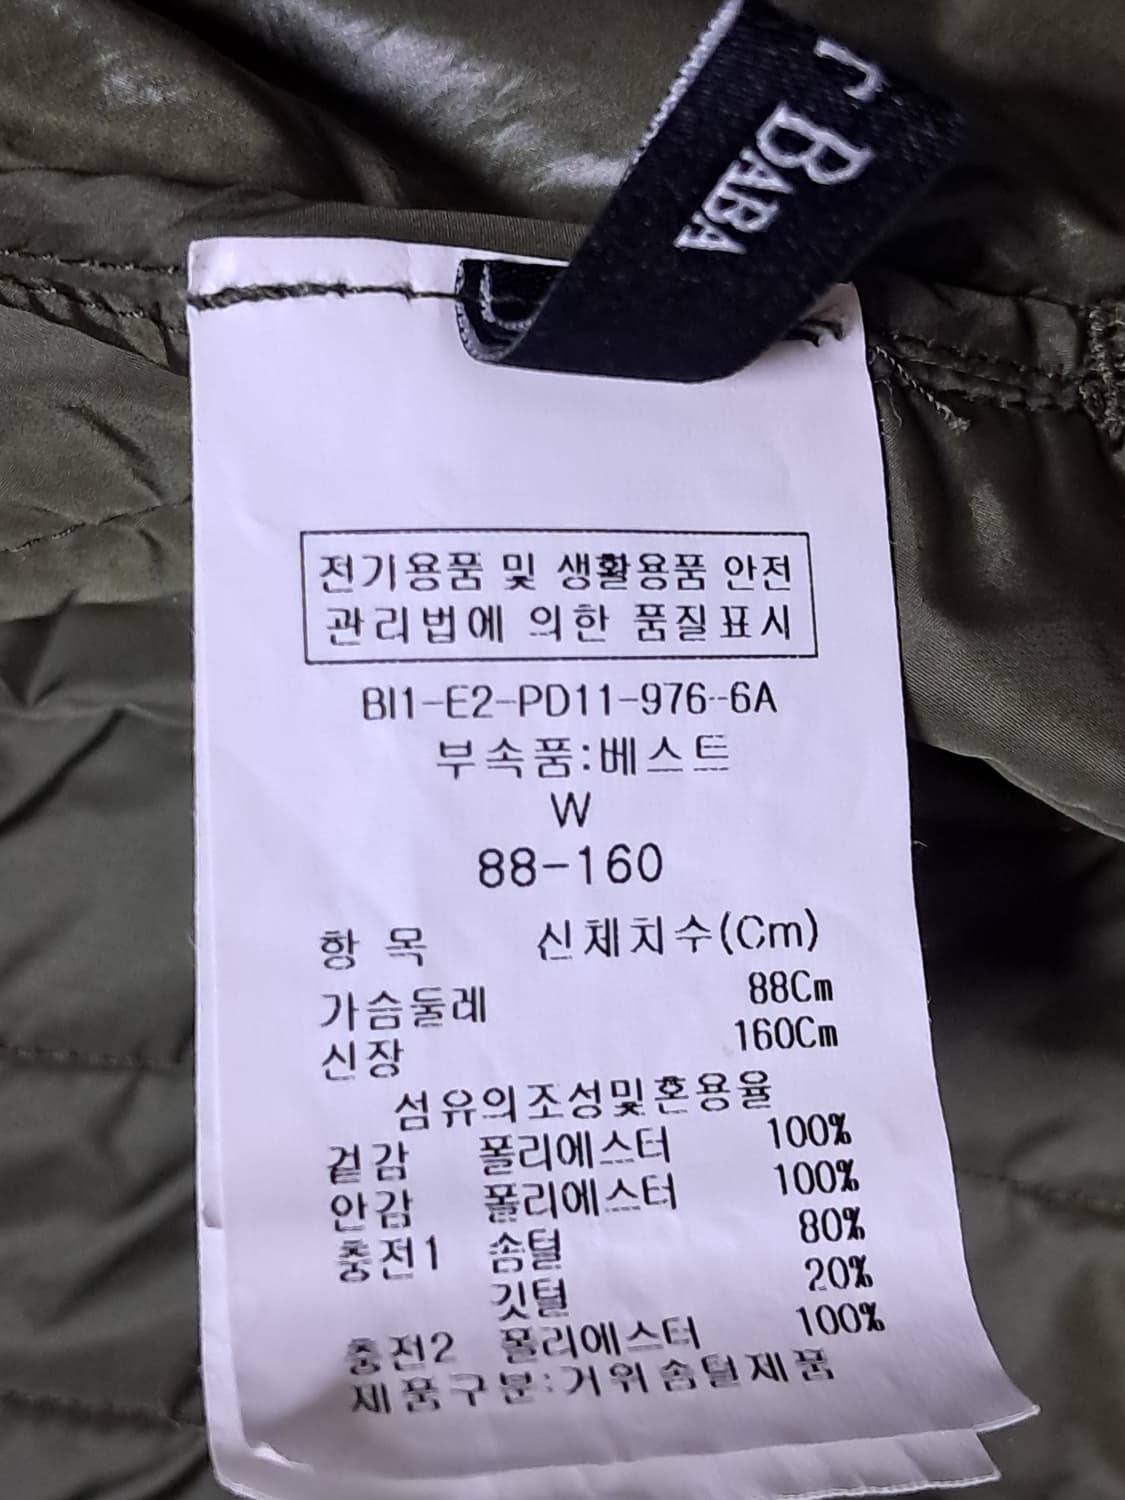 BABA
전기용품 및 생활용품 안전
관리법에 의한 품질표시
BI1-E2-PD11-976-6A
부속품:베스트
W
88-160
항 목 신체치수(Cm)
가슴둘레 88Cm
신장 160Cm
섬유의조성및혼용율
겉감 폴리에스터 100%
안감 폴리에스터 100%
충전1 솜털 80%
깃털 20%
충전2 폴리에스터 100%
제품구분:거위솜털제품